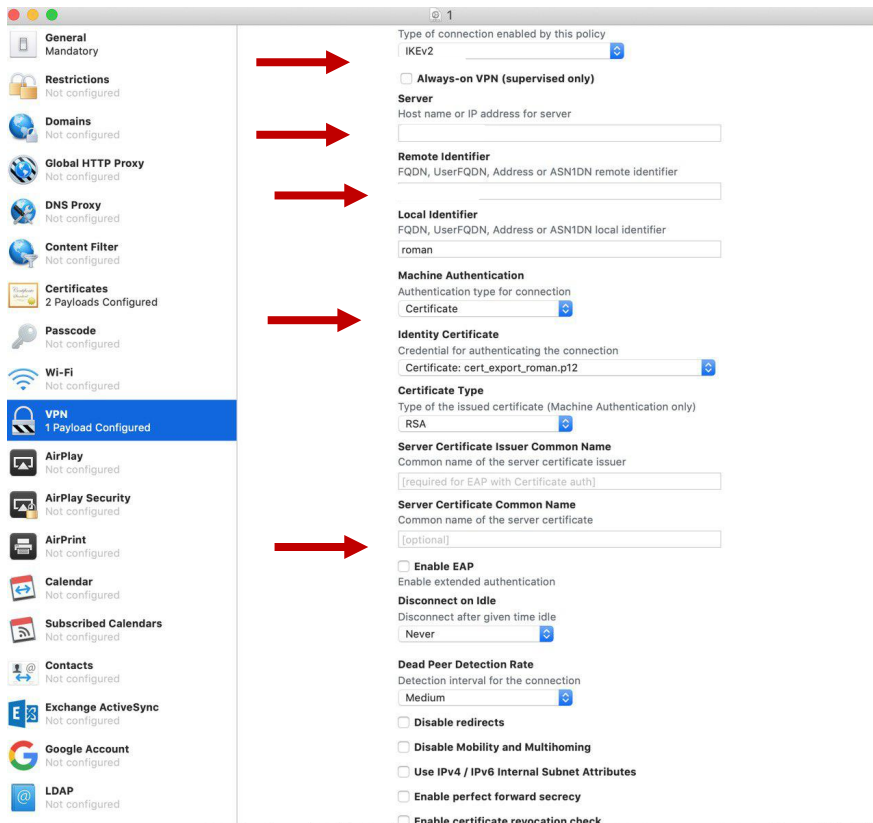 1
General
Mandatory
Restrictions
Not configured
Domains
Not configured
Global HTTP Proxy
Not configured
DNS Proxy
Not configured
Content Filter
Not configured
Certificates
2 Payloads Configured
Passcode
Not configured
Wi-Fi
Not configured
VPN
1 Payload Configured
AirPlay
Not configured
AirPlay Security
Not configured
AirPrint
Not configured
Calendar
Not configured
Subscribed Calendars
Not configured
Contacts
Not configured
Exchange ActiveSync
Not configured
Google Account
Not configured
LDAP
Not configured
Type of connection enabled by this policy
IKEv2
Always-on VPN (supervised only)
Server
Host name or IP address for server
Remote Identifier
FQDN, UserFQDN, Address or ASN1DN remote identifier
Local Identifier
FQDN, UserFQDN, Address or ASN1DN local identifier
roman
Machine Authentication
Authentication type for connection
Certificate
Identity Certificate
Credential for authenticating the connection
Certificate: cert_export_roman.p12
Certificate Type
Type of the issued certificate (Machine Authentication only)
RSA
Server Certificate Issuer Common Name
Common name of the server certificate issuer
[required for EAP with Certificate auth]
Server Certificate Common Name
Common name of the server certificate
[optional]
Enable EAP
Enable extended authentication
Disconnect on Idle
Disconnect after given time idle
Never
Dead Peer Detection Rate
Detection interval for the connection
Medium
Disable redirects
Disable Mobility and Multihoming
Use IPv4 / IPv6 Internal Subnet Attributes
Enable perfect forward secrecy
Enable certificate revocation check